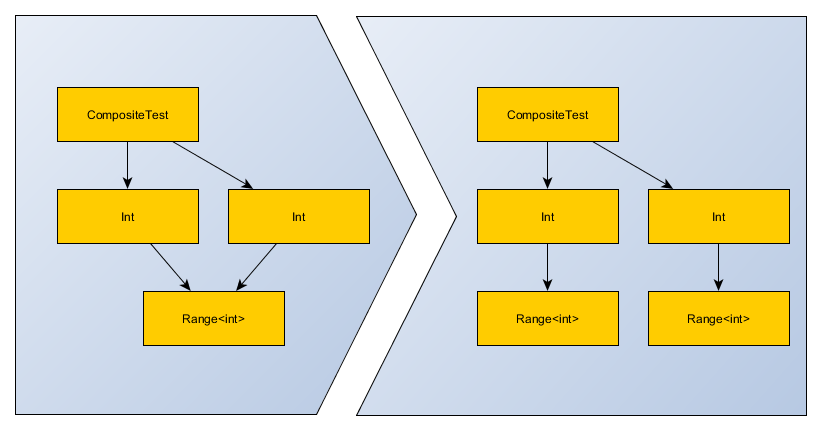 CompositeTest
Int
Int
Range<int>
CompositeTest
Int
Int
Range<int>
Range<int>